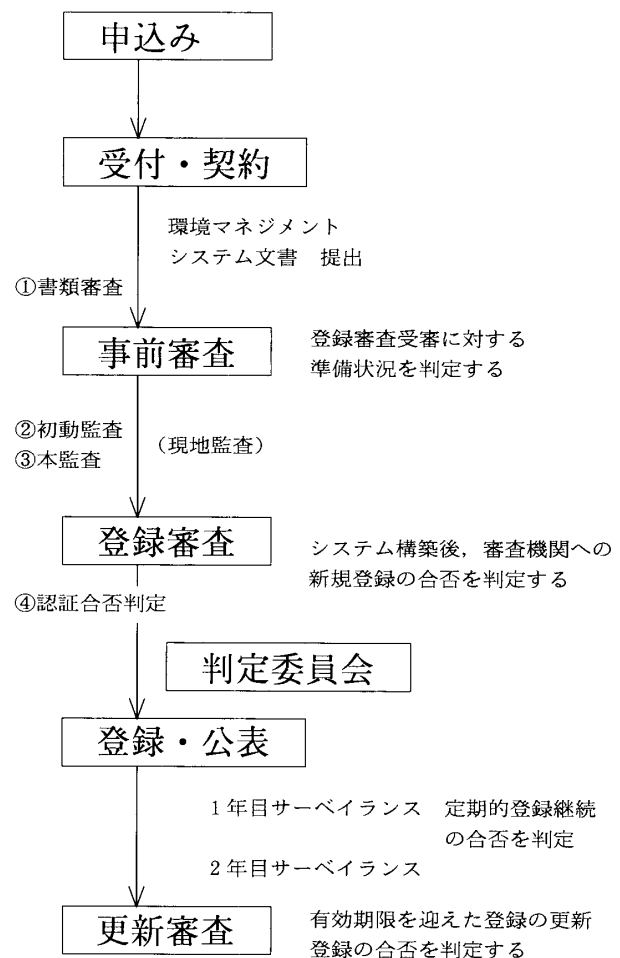 申込み
受付・契約
環境マネジメント
システム文書　提出
①書類審査
事前審査
登録審査受審に対する
準備状況を判定する
②初動監査
③本監査
（現地監査）
登録審査
システム構築後，審査機関への
新規登録の合否を判定する
④認証合否判定
判定委員会
登録・公表
1年目サーベイランス　定期的登録継続
の合否を判定
2年目サーベイランス
更新審査
有効期限を迎えた登録の更新
登録の合否を判定する